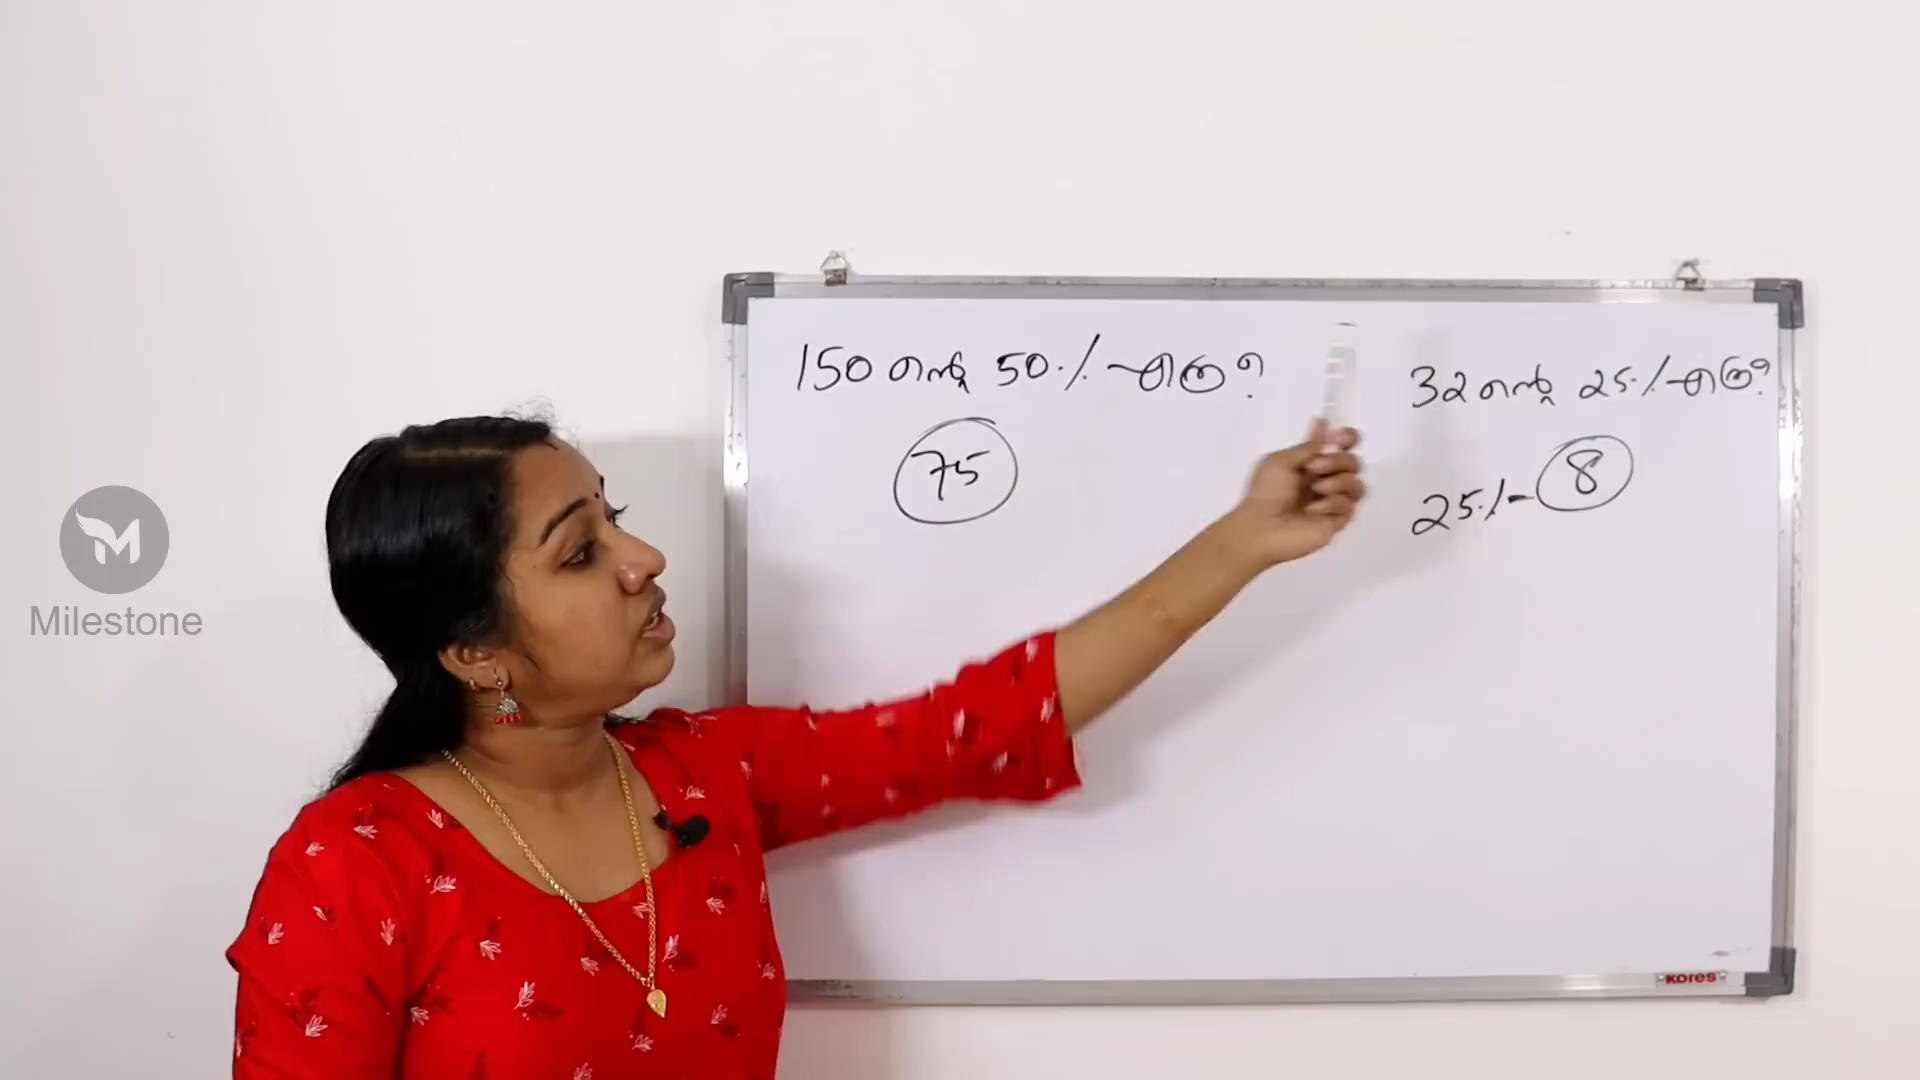 150 ന്റെ 50% - എത്ര?
75
32 ന്റെ 25% - എത്ര?
25% - 8
Milestone
KORES